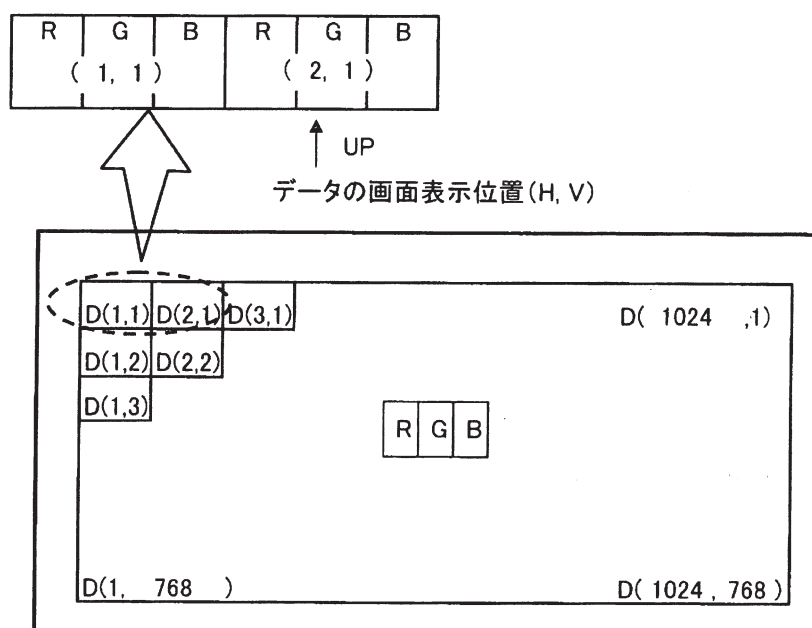 R G B R G B
( 1, 1 ) ( 2, 1 )
UP
データの画面表示位置(H, V)
D(1,1) D(2,1) D(3,1) D( 1024 ,1)
D(1,2) D(2,2)
D(1,3)
R G B
D(1, 768 ) D( 1024 , 768 )